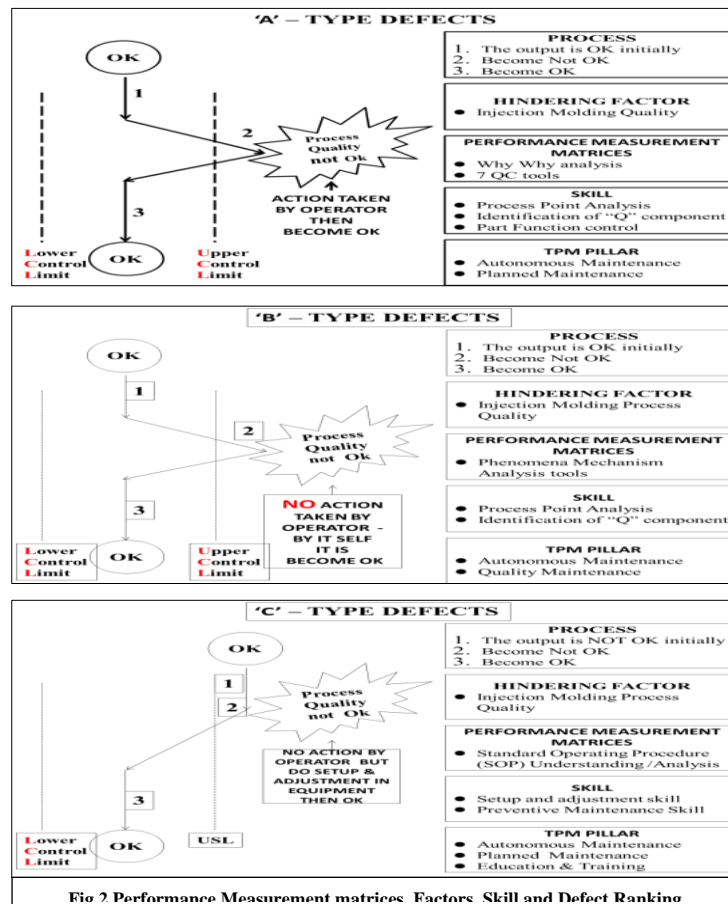 'A' – TYPE DEFECTS
OK
1
2
Process
Quality
not Ok
ACTION TAKEN
BY OPERATOR
THEN
BECOME OK
3
Lower
Control
Limit
OK
Upper
Control
Limit
PROCESS
1. The output is OK initially
2. Become Not OK
3. Become OK
HINDERING FACTOR
● Injection Molding Quality
PERFORMANCE MEASUREMENT
MATRICES
● Why Why analysis
● 7 QC tools
SKILL
● Process Point Analysis
● Identification of "Q" component
● Part Function control
TPM PILLAR
● Autonomous Maintenance
● Planned Maintenance
'B' – TYPE DEFECTS
OK
1
2
Process
Quality
not Ok
NO ACTION
TAKEN BY
OPERATOR -
BY IT SELF
IT IS
BECOME OK
3
Lower
Control
Limit
OK
Upper
Control
Limit
PROCESS
1. The output is OK initially
2. Become Not OK
3. Become OK
HINDERING FACTOR
● Injection Molding Process
Quality
PERFORMANCE MEASUREMENT
MATRICES
● Phenomena Mechanism
Analysis tools
SKILL
● Process Point Analysis
● Identification of "Q" component
TPM PILLAR
● Autonomous Maintenance
● Quality Maintenance
'C' – TYPE DEFECTS
OK
1
2
Process
Quality
not Ok
NO ACTION BY
OPERATOR BUT
DO SETUP &
ADJUSTMENT IN
EQUIPMENT
THEN OK
3
Lower
Control
Limit
OK
USL
PROCESS
1. The output is NOT OK initially
2. Become Not OK
3. Become OK
HINDERING FACTOR
● Injection Molding Process
Quality
PERFORMANCE MEASUREMENT
MATRICES
● Standard Operating Procedure
(SOP) Understanding /Analysis
SKILL
● Setup and adjustment skill
● Preventive Maintenance Skill
TPM PILLAR
● Autonomous Maintenance
● Planned Maintenance
● Education & Training
Fig 2 Performance Measurement matrices, Factors, Skill and Defect Ranking